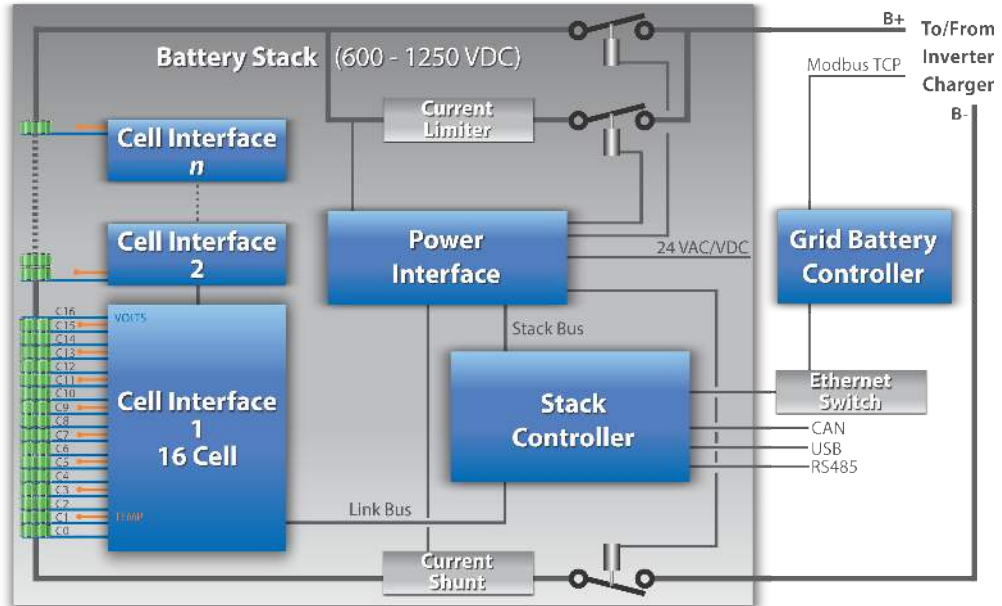 B+
To/From
Inverter
Charger
B-
Modbus TCP
Battery Stack (600 - 1250 VDC)
Current
Limiter
Cell Interface
n
Cell Interface
2
Power
Interface
24 VAC/VDC
Grid Battery
Controller
Stack Bus
C16
C15
C14
C13
C12
C11
C10
C9
C8
C7
C6
C5
C4
C3
C2
C1
C0
VOLTS
TEMP
Cell Interface
1
16 Cell
Stack
Controller
Ethernet
Switch
CAN
USB
RS485
Link Bus
Current
Shunt